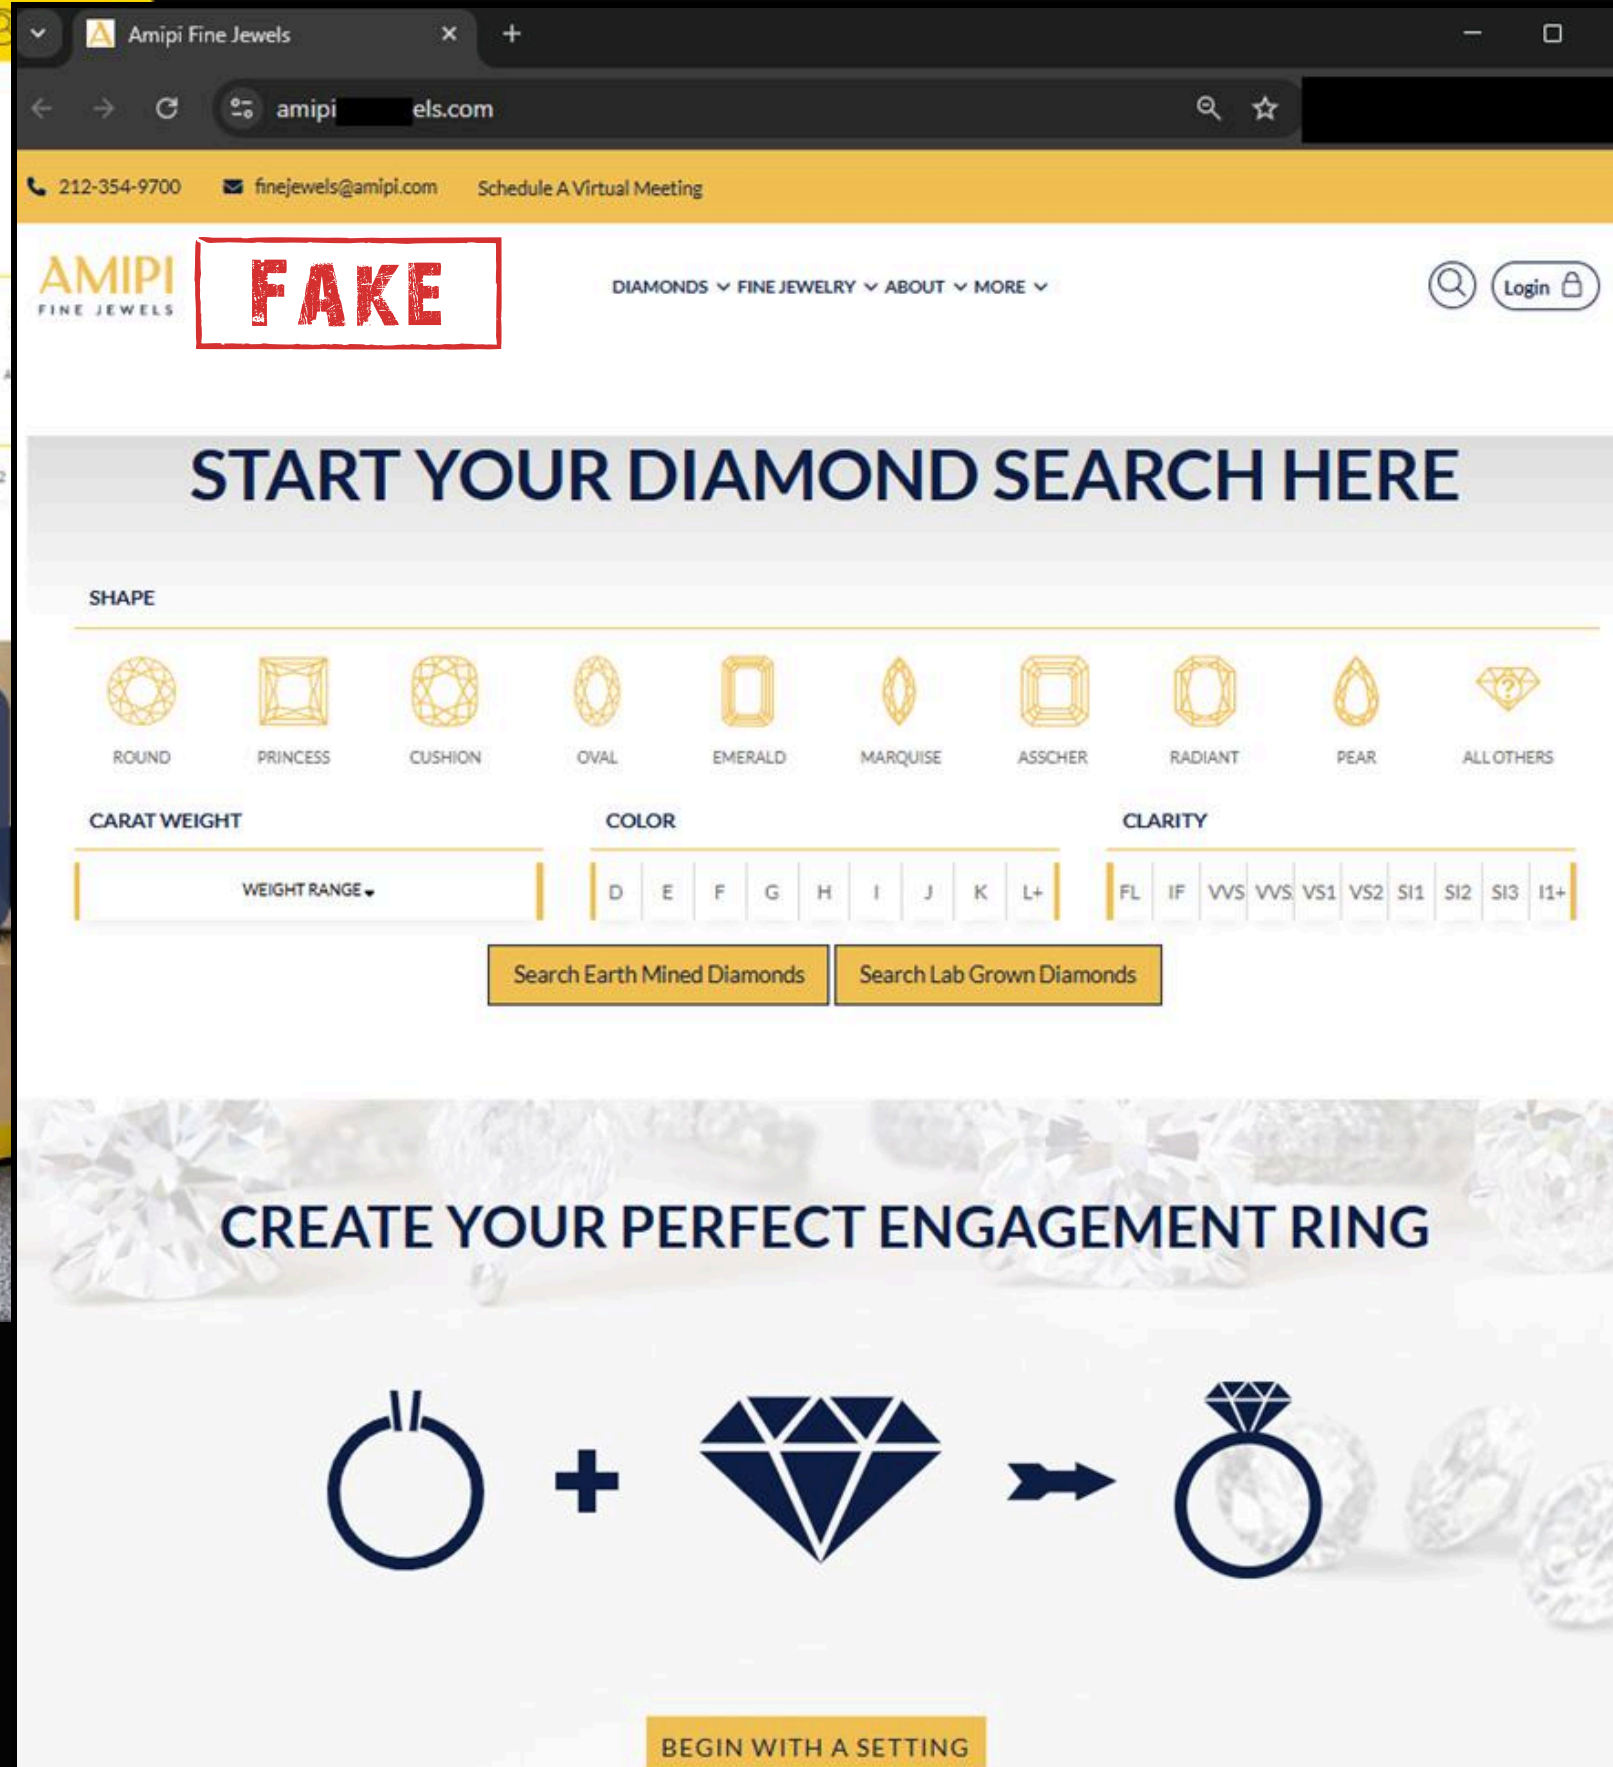 Amipi Fine Jewels
amipi els.com
212-354-9700 finejewels@amipi.com Schedule A Virtual Meeting
AMIPI
FINE JEWELS
FAKE
DIAMONDS FINE JEWELRY ABOUT MORE
Login
START YOUR DIAMOND SEARCH HERE
SHAPE
ROUND PRINCESS CUSHION OVAL EMERALD MARQUISE ASSCHER RADIANT PEAR ALL OTHERS
CARAT WEIGHT COLOR CLARITY
WEIGHT RANGE D E F G H I J K L+ FL IF VVS VVS VS1 VS2 SI1 SI2 SI3 I1+
Search Earth Mined Diamonds Search Lab Grown Diamonds
CREATE YOUR PERFECT ENGAGEMENT RING
BEGIN WITH A SETTING